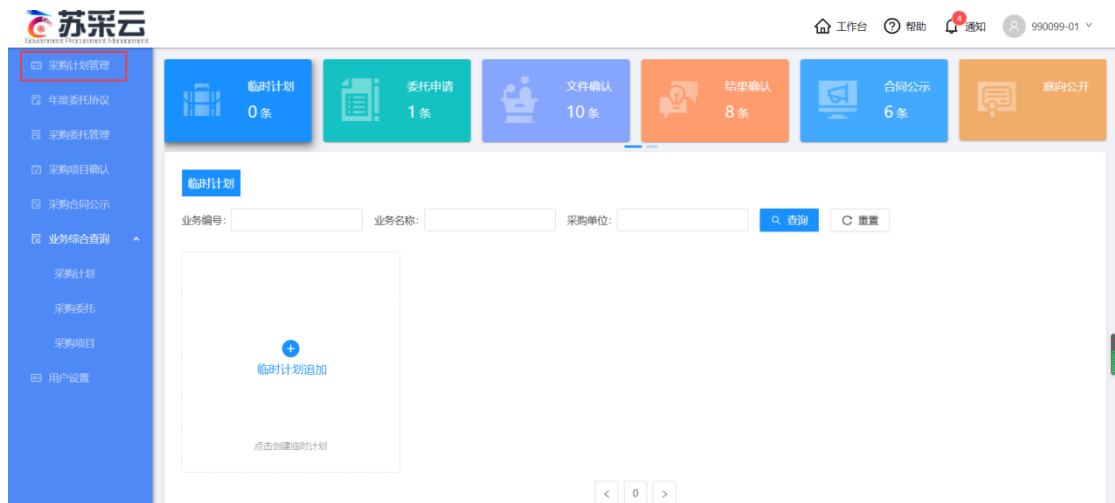 苏采云
Government Procurement Management
工作台 帮助 4 通知 990099-01
采购计划管理
年度委托协议
采购委托管理
采购项目确认
采购合同公示
业务综合查询
采购计划
采购委托
采购项目
用户设置
临时计划
0 条
委托申请
1 条
文件确认
10 条
结果确认
8 条
合同公示
6 条
意向公开
临时计划
业务编号: 业务名称: 采购单位: 查询 重置
临时计划追加
点击创建临时计划
< 0 >